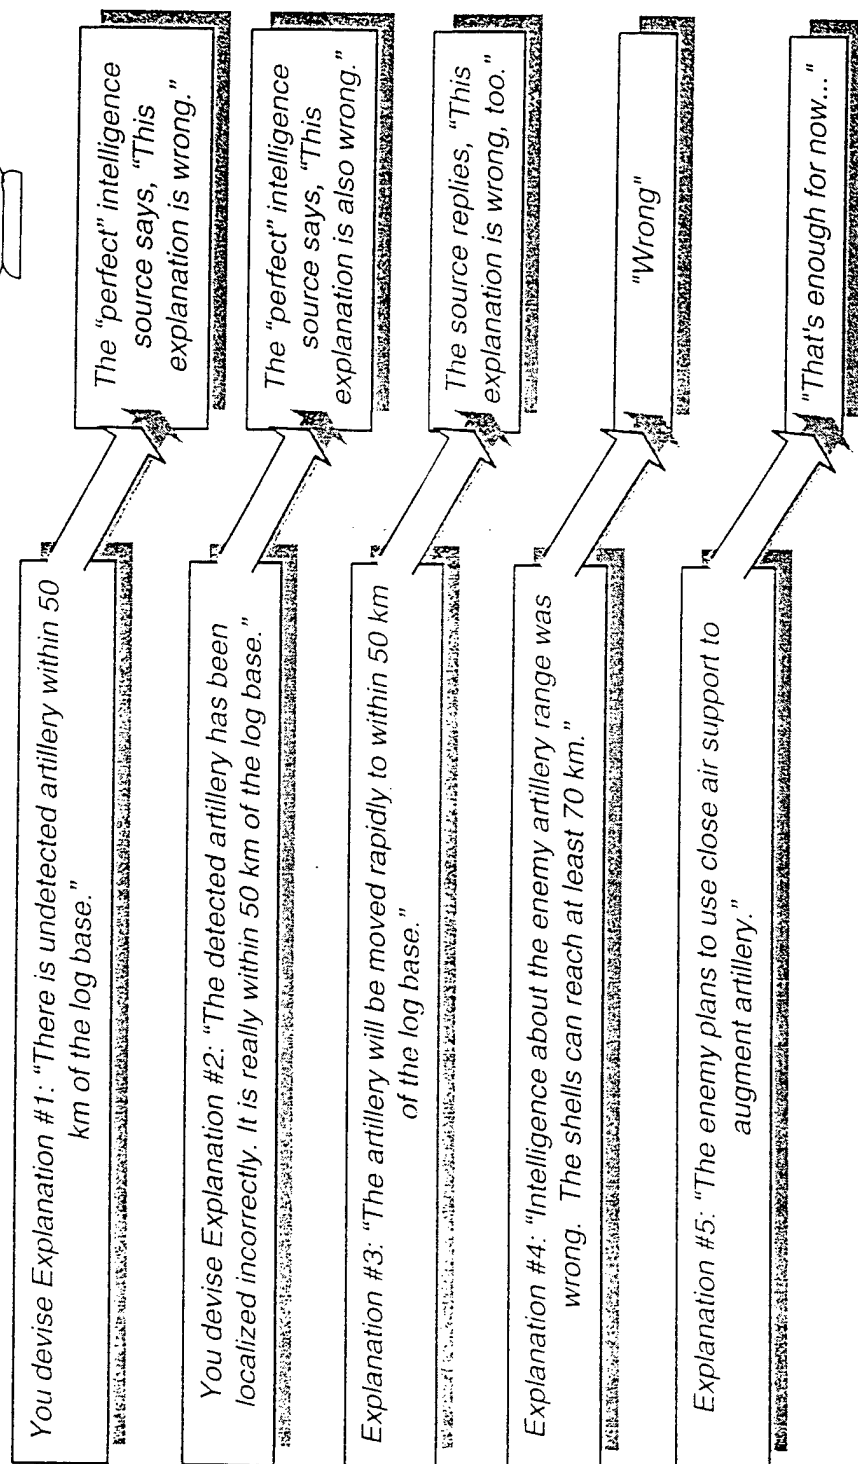 You devise Explanation #1: "There is undetected artillery within 50
km of the log base."
The "perfect" intelligence
source says, "This
explanation is wrong."
You devise Explanation #2: "The detected artillery has been
localized incorrectly. It is really within 50 km of the log base."
The "perfect" intelligence
source says, "This
explanation is also wrong."
Explanation #3: "The artillery will be moved rapidly to within 50 km
of the log base."
The source replies, "This
explanation is wrong, too."
Explanation #4: "Intelligence about the enemy artillery range was
wrong. The shells can reach at least 70 km."
"Wrong"
Explanation #5: "The enemy plans to use close air support to
augment artillery."
"That's enough for now..."